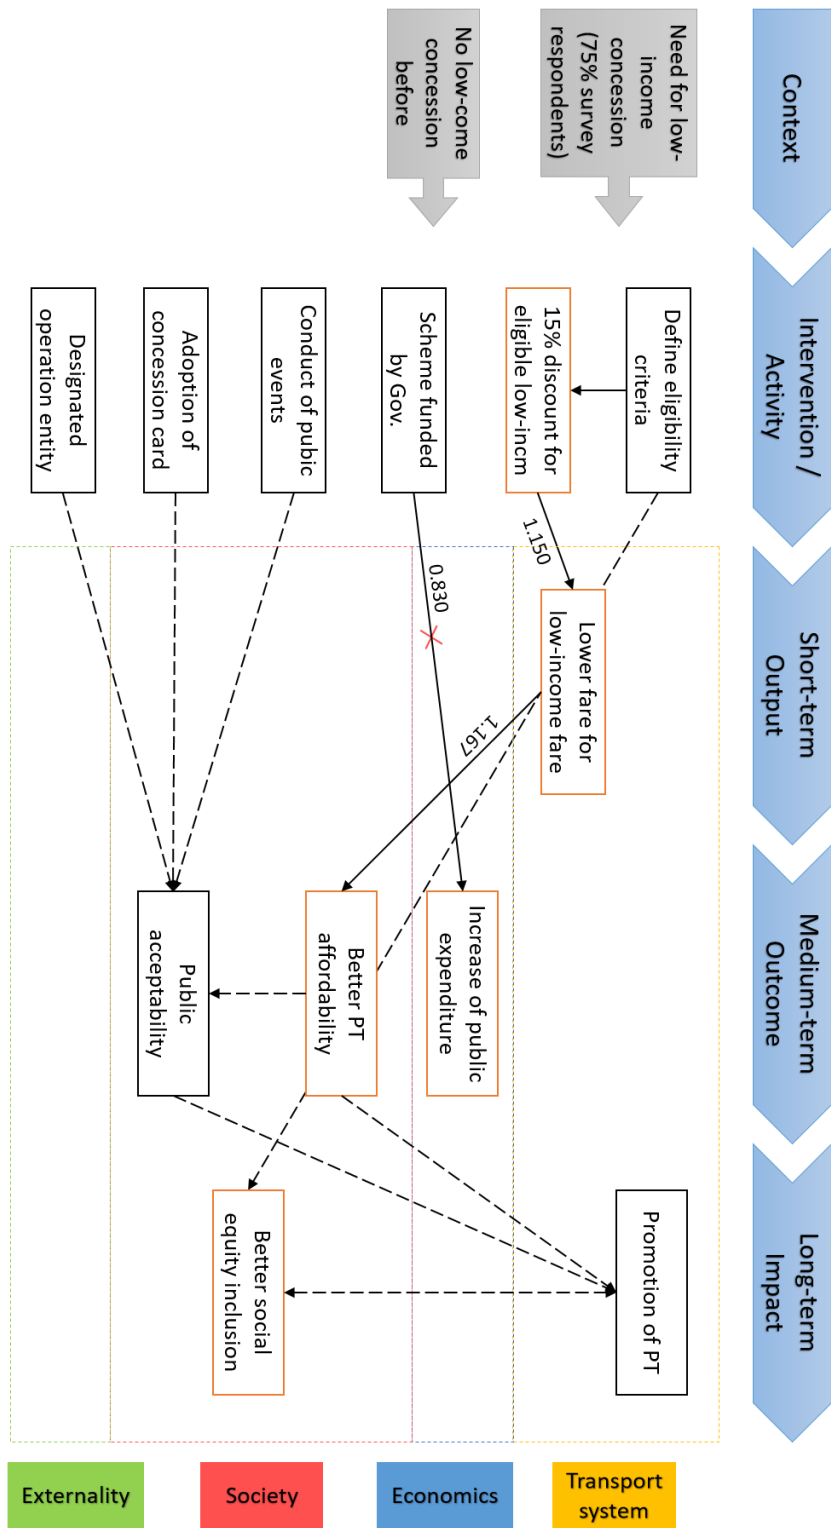 Context
Intervention /
Activity
Short-term
Output
Medium-term
Outcome
Long-term
Impact
Need for low-
income
concession
(75% survey
respondents)
No low-come
concession
before
Define eligibility
criteria
15% discount for
eligible low-incm
Scheme funded
by Gov.
Conduct of pubic
events
Adoption of
concession card
Designated
operation entity
1.150
0.830
1.167
Lower fare for
low-income fare
Increase of public
expenditure
Better PT
affordability
Public
acceptability
Promotion of PT
Better social
equity inclusion
Transport
system
Economics
Society
Externality